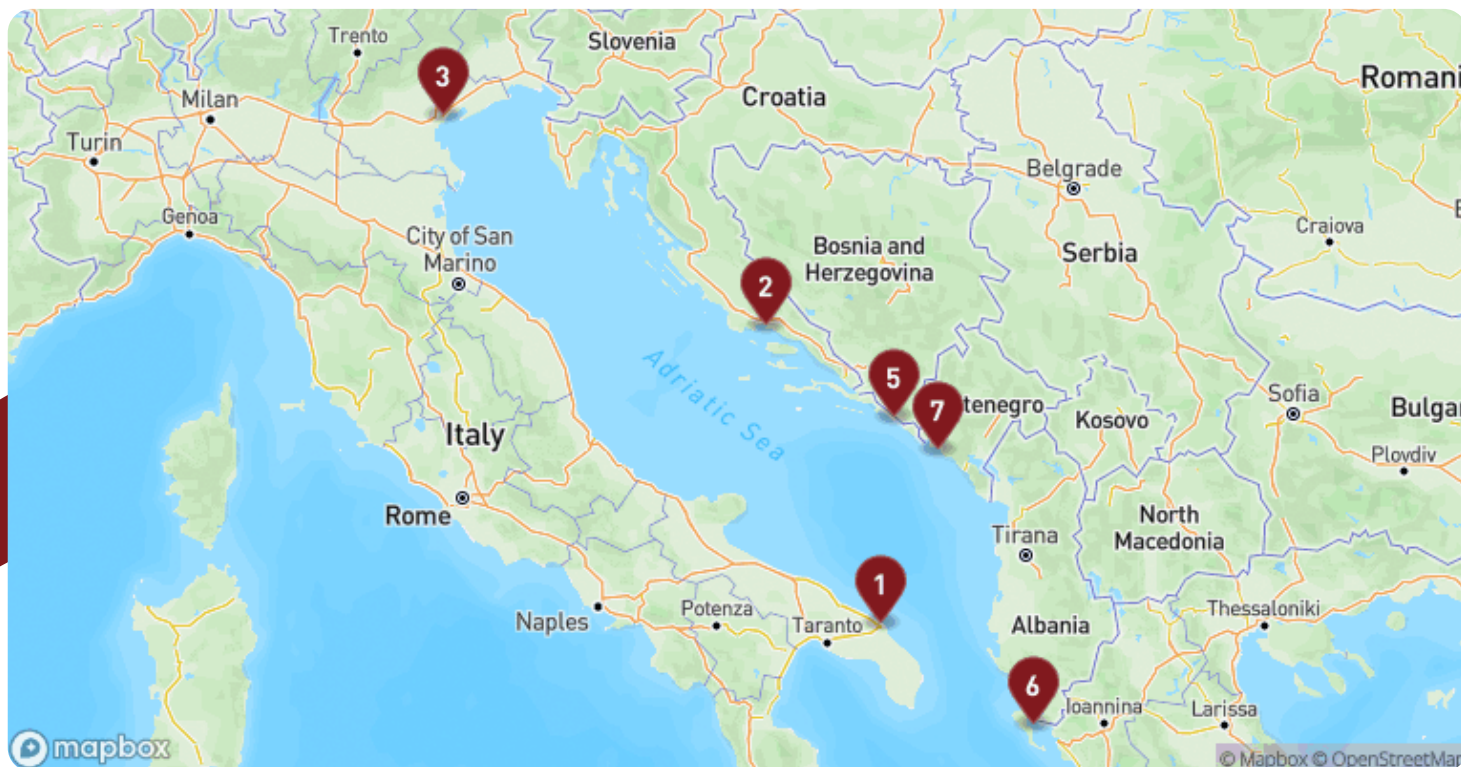 Trento
Slovenia
3
Romani
Milan
Croatia
Turin
Belgrade
Genoa
City of San
Marino
Craiova
Bosnia and
Herzegovina
Serbia
2
Adriatic Sea
5
7
tenegro
Kosovo
Sofia
Bulgar
Italy
Plovdiv
Rome
North
Macedonia
Tirana
1
Naples
Potenza
Taranto
Albania
Thessaloniki
6
Ioannina
Larissa
mapbox
© Mapbox © OpenStreetMap